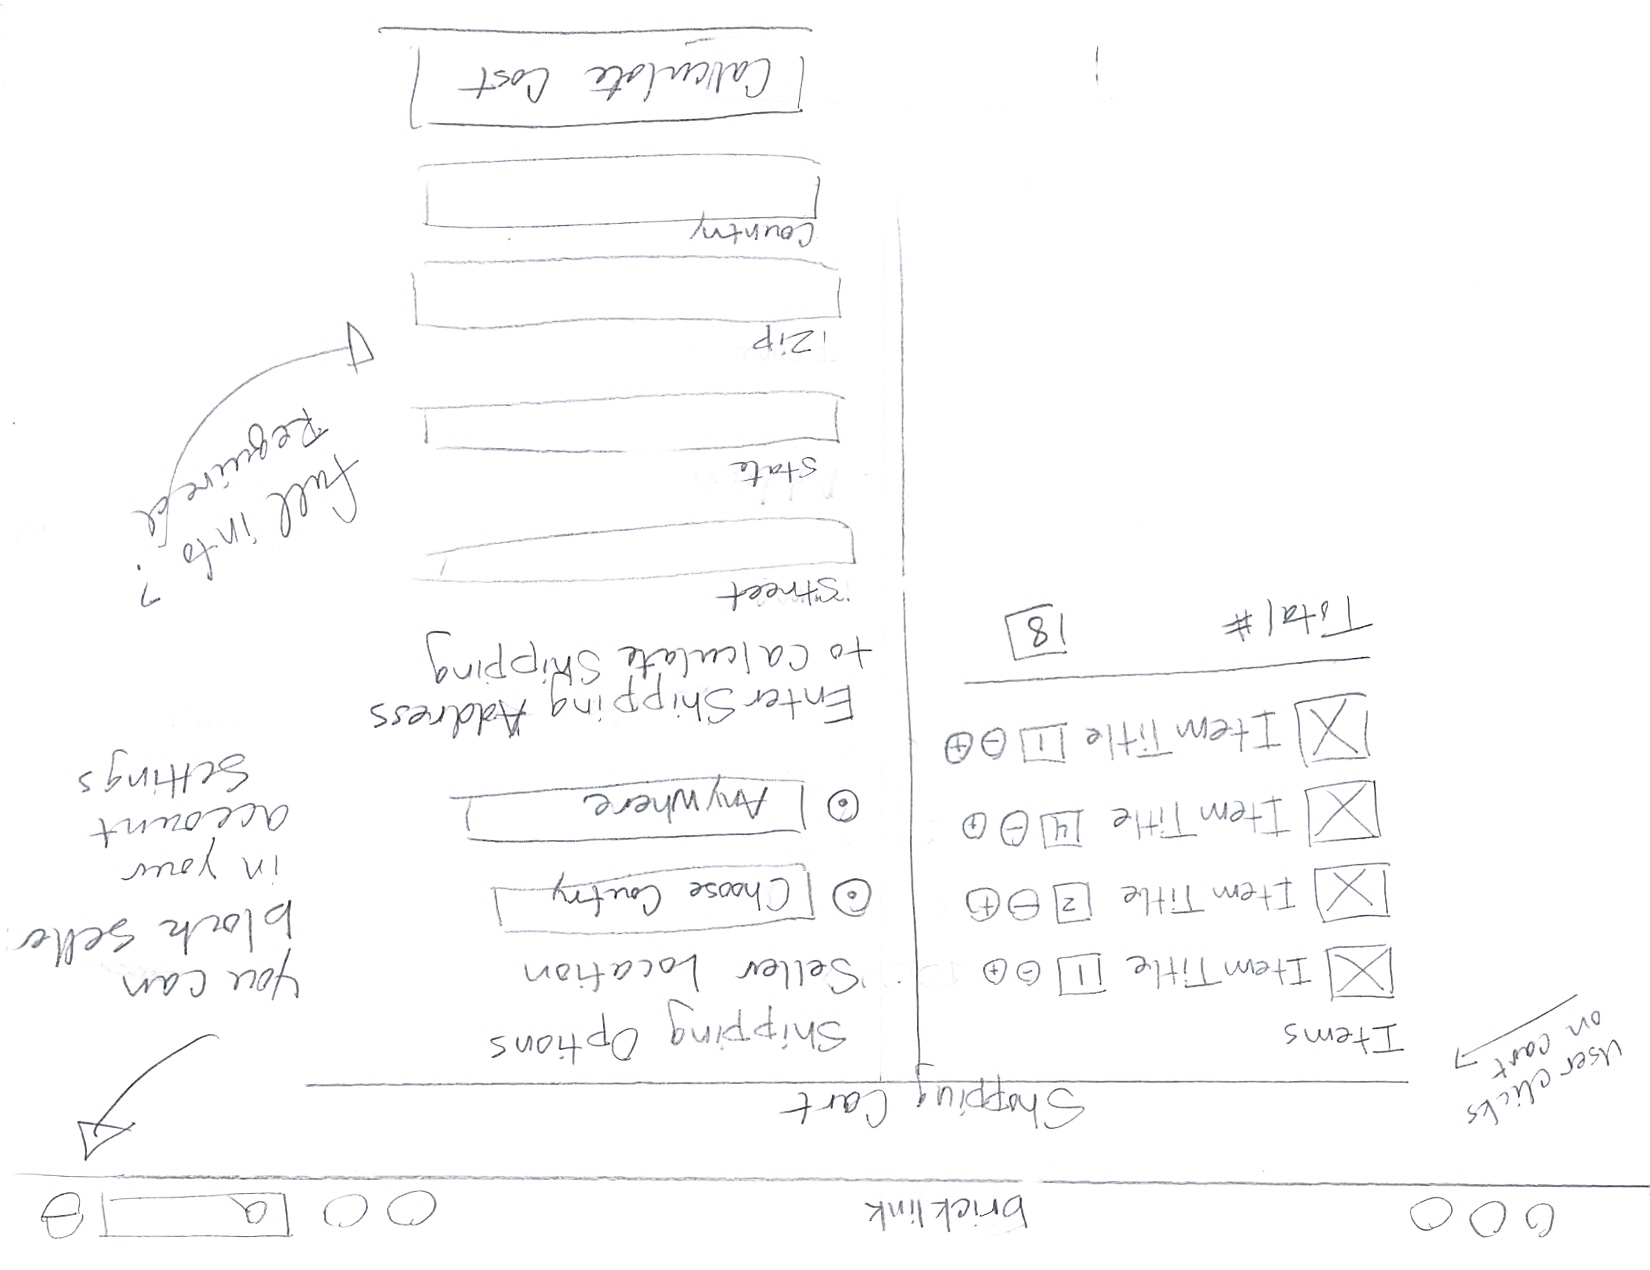 bricklink
a
Shopping Cart
User clicks
on cart
Items
Item Title 1 - +
Item Title 2 - +
Item Title 4 - +
Item Title 1 - +
Total # 8
Shipping Options
Seller Location
Choose Coutry
Anywhere
Enter Shipping Address
to Calculate Shipping
Street
State
Zip
Country
Calculate Cost
You can
block seller
in your
account
Settings
full info ?
Required